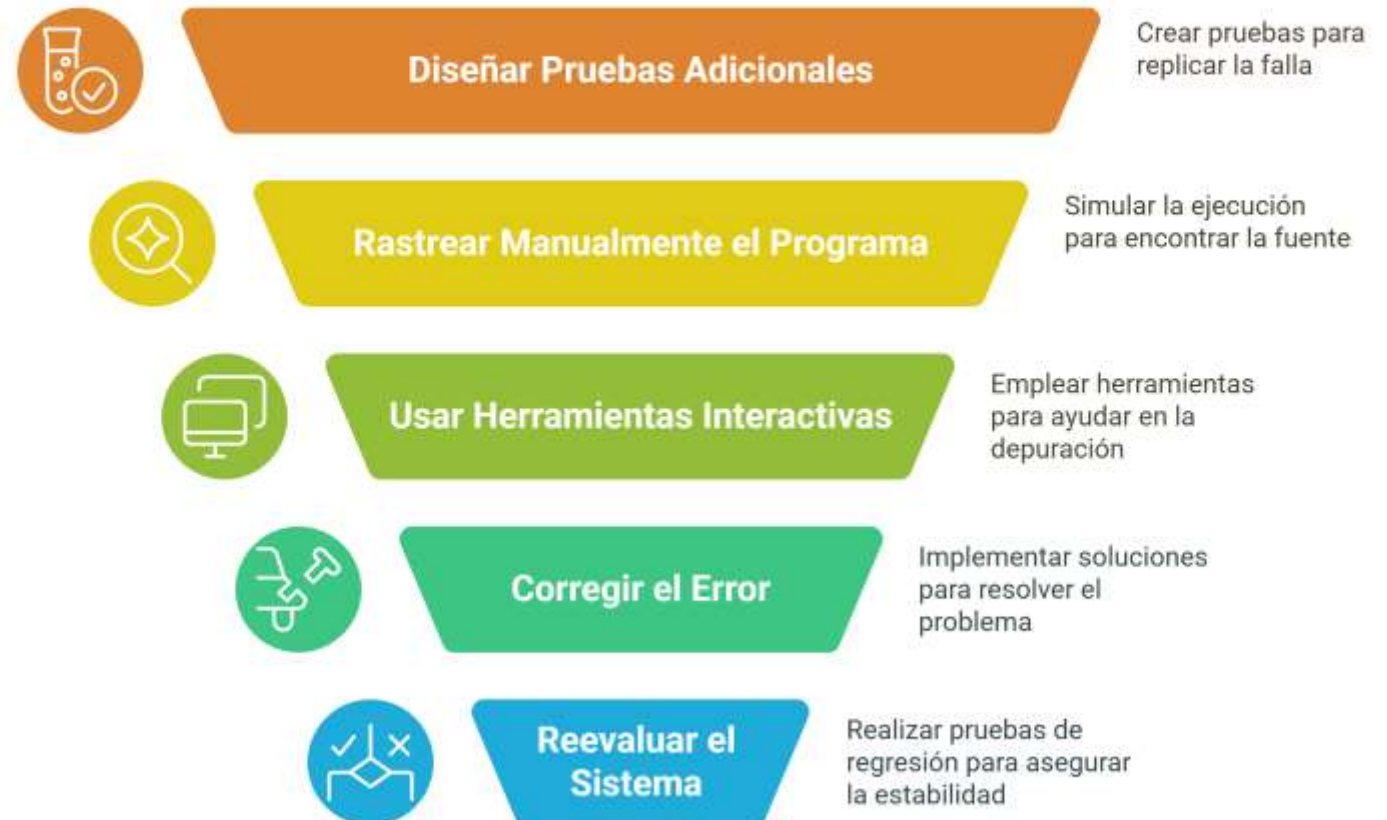 Diseñar Pruebas Adicionales
Crear pruebas para
replicar la falla
Rastrear Manualmente el Programa
Simular la ejecución
para encontrar la fuente
Usar Herramientas Interactivas
Emplear herramientas
para ayudar en la
depuración
Corregir el Error
Implementar soluciones
para resolver el
problema
Reevaluar el
Sistema
Realizar pruebas de
regresión para asegurar
la estabilidad